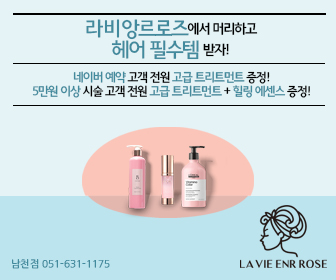 라비앙르로즈에서 머리하고
헤어 필수템 받자!
네이버 예약 고객 전원 고급 트리트먼트 증정!
5만원 이상 시술 고객 전원 고급 트리트먼트 + 힐링 에센스 증정!
남천점 051-631-1175
LA VIE ENR ROSE